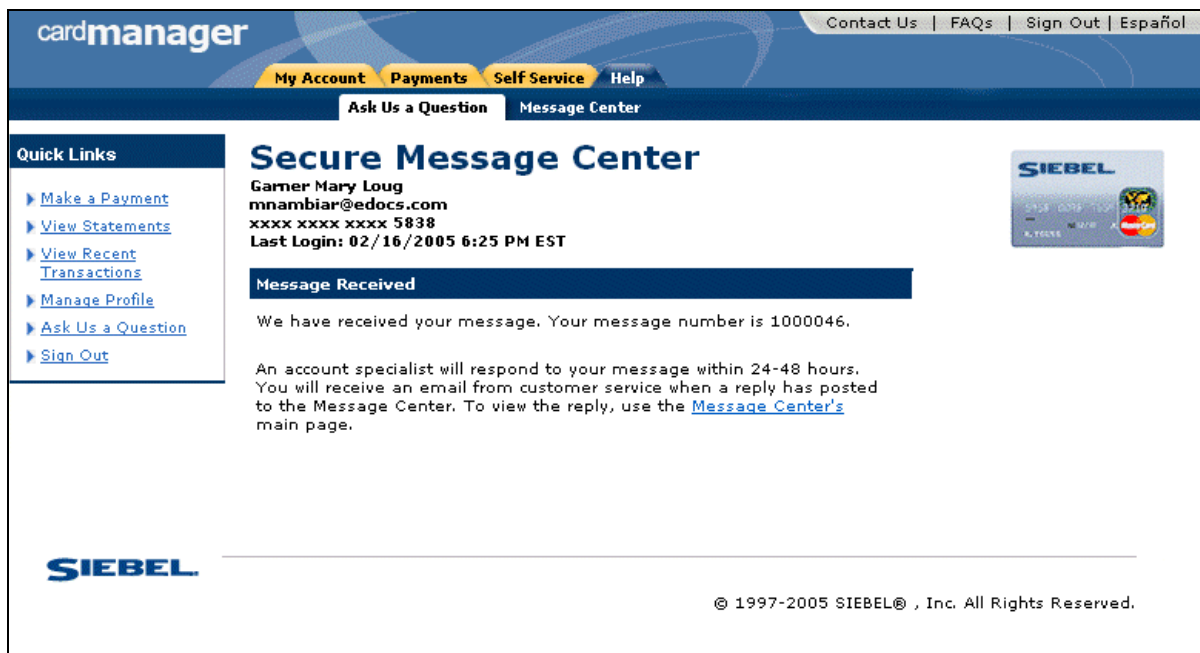 cardmanager
Contact Us | FAQs | Sign Out | Español
My Account Payments Self Service Help
Ask Us a Question Message Center
Quick Links
Make a Payment
View Statements
View Recent
Transactions
Manage Profile
Ask Us a Question
Sign Out
Secure Message Center
Garner Mary Loug
mnambiar@edocs.com
xxxx xxxx xxxx 5838
Last Login: 02/16/2005 6:25 PM EST
SIEBEL
Message Received
We have received your message. Your message number is 1000046.
An account specialist will respond to your message within 24-48 hours.
You will receive an email from customer service when a reply has posted
to the Message Center. To view the reply, use the Message Center's
main page.
SIEBEL.
© 1997-2005 SIEBEL® , Inc. All Rights Reserved.